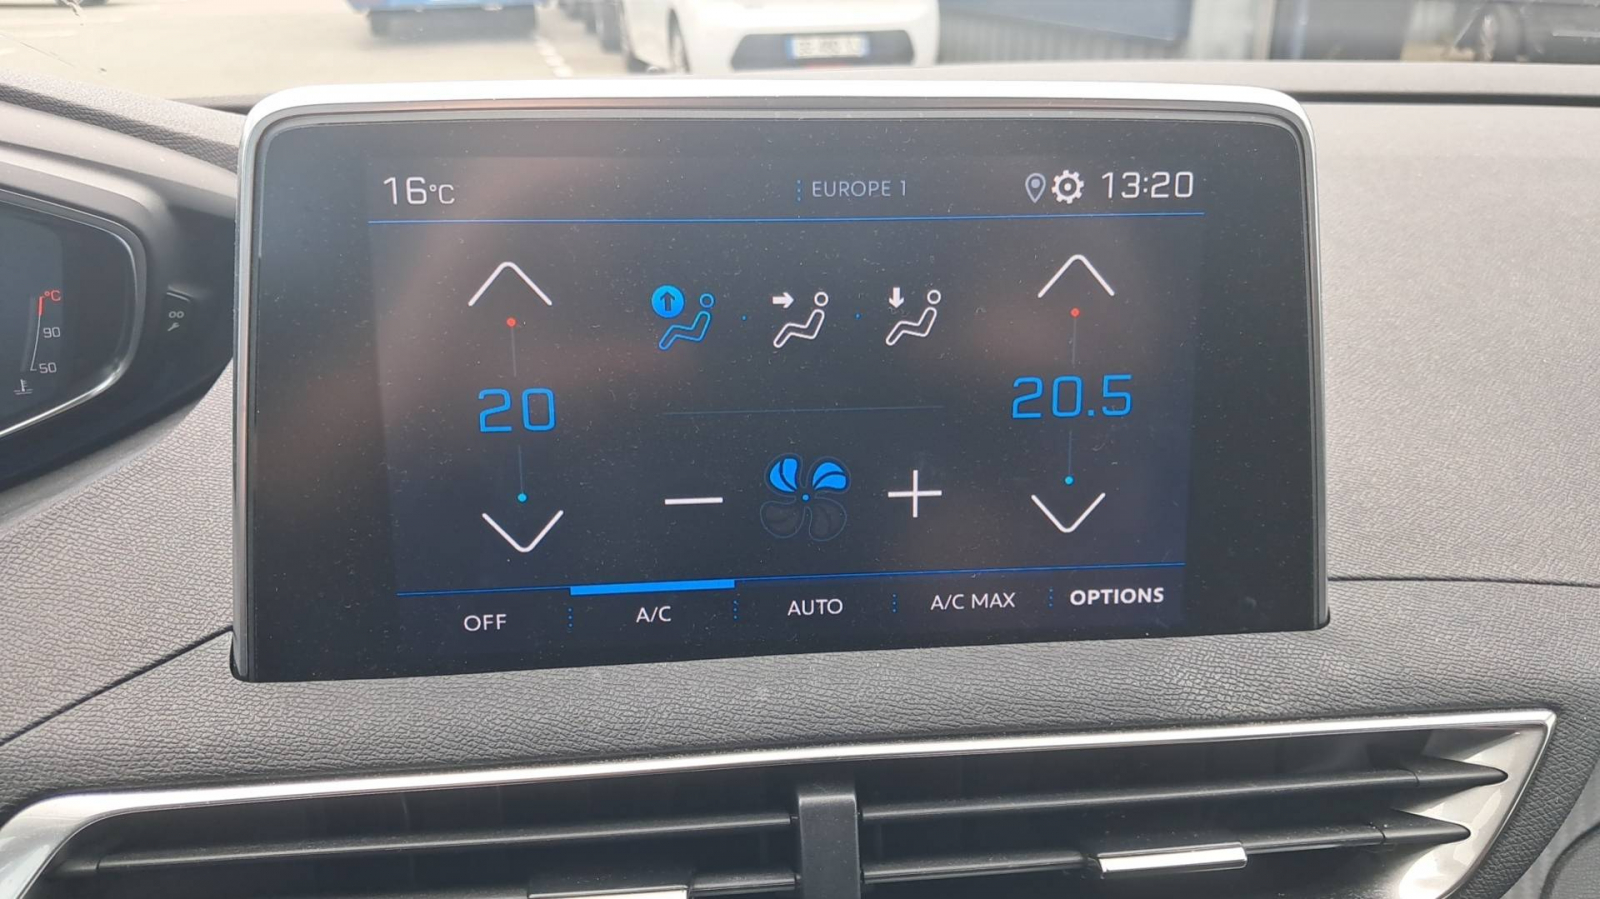 16°C EUROPE 1 13:20
20 20.5
OFF A/C AUTO A/C MAX OPTIONS
°C
90
50